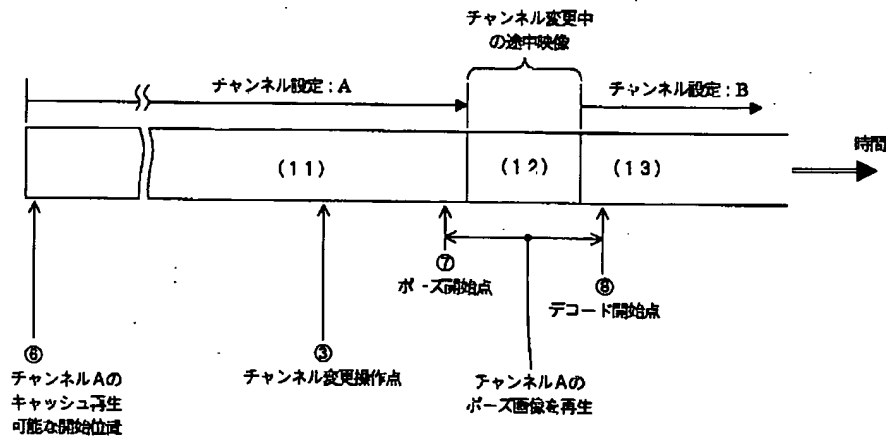 チャンネル変更中
の途中映像
チャンネル設定:A
チャンネル設定:B
時間
(11)
(12)
(13)
⑦
ポーズ開始点
⑧
デコード開始点
⑥
チャンネルAの
キャッシュ再生
可能な開始位置
③
チャンネル変更操作点
チャンネルAの
ポーズ画像を再生